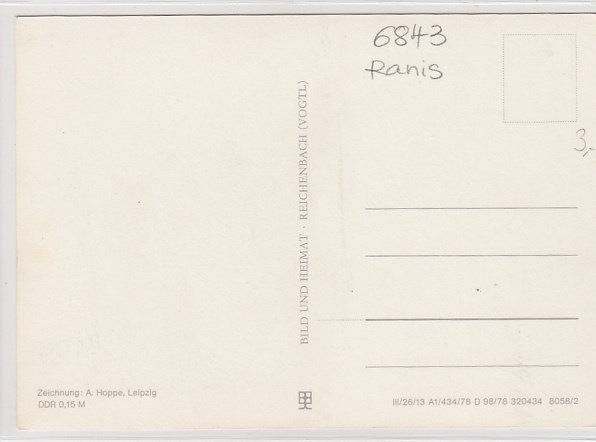 6843
Ranis
3,-
BILD UND HEIMAT · REICHENBACH (VOGTL)
Zeichnung: A. Hoppe, Leipzig
DDR 0,15 M
III/26/13 A1/434/78 D 98/78 320434 8058/2